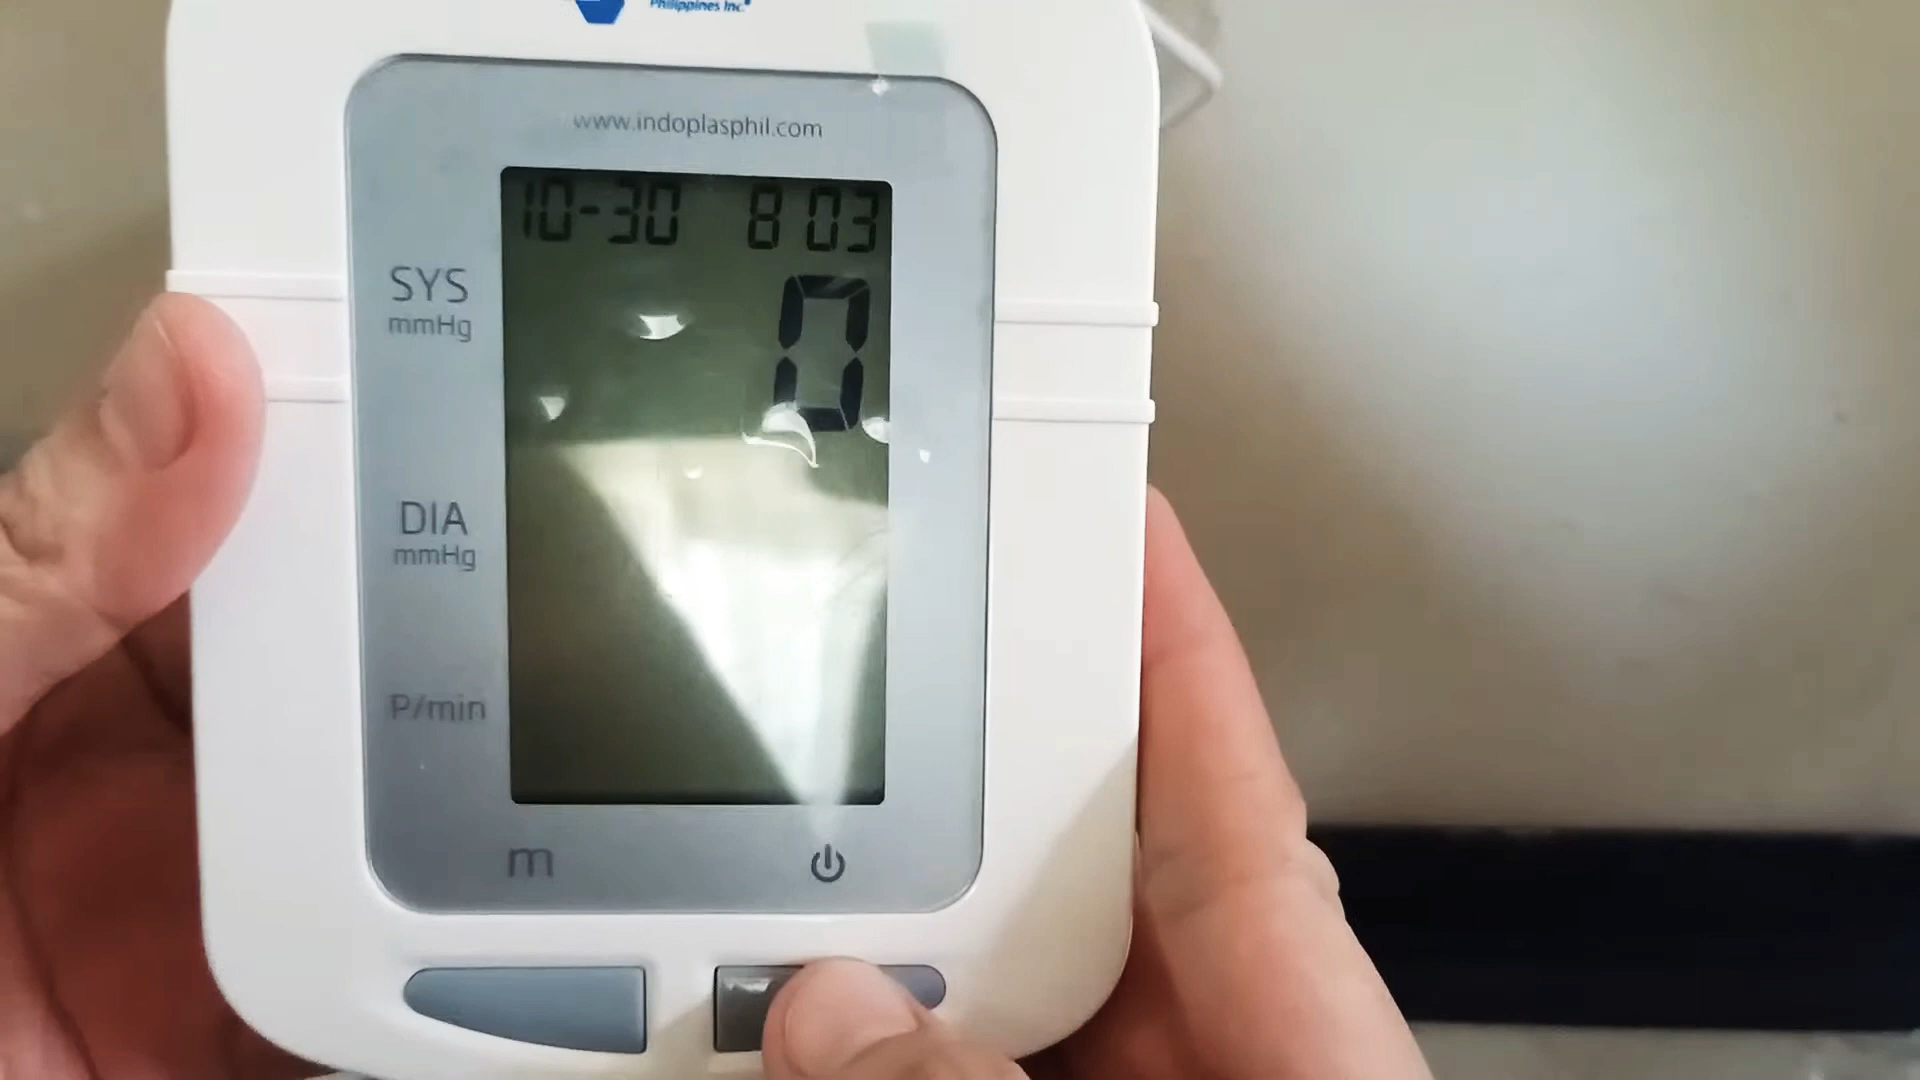 Philippines Inc.
www.indoplasphil.com
10-30 8 03
SYS
mmHg
0
DIA
mmHg
P/min
m